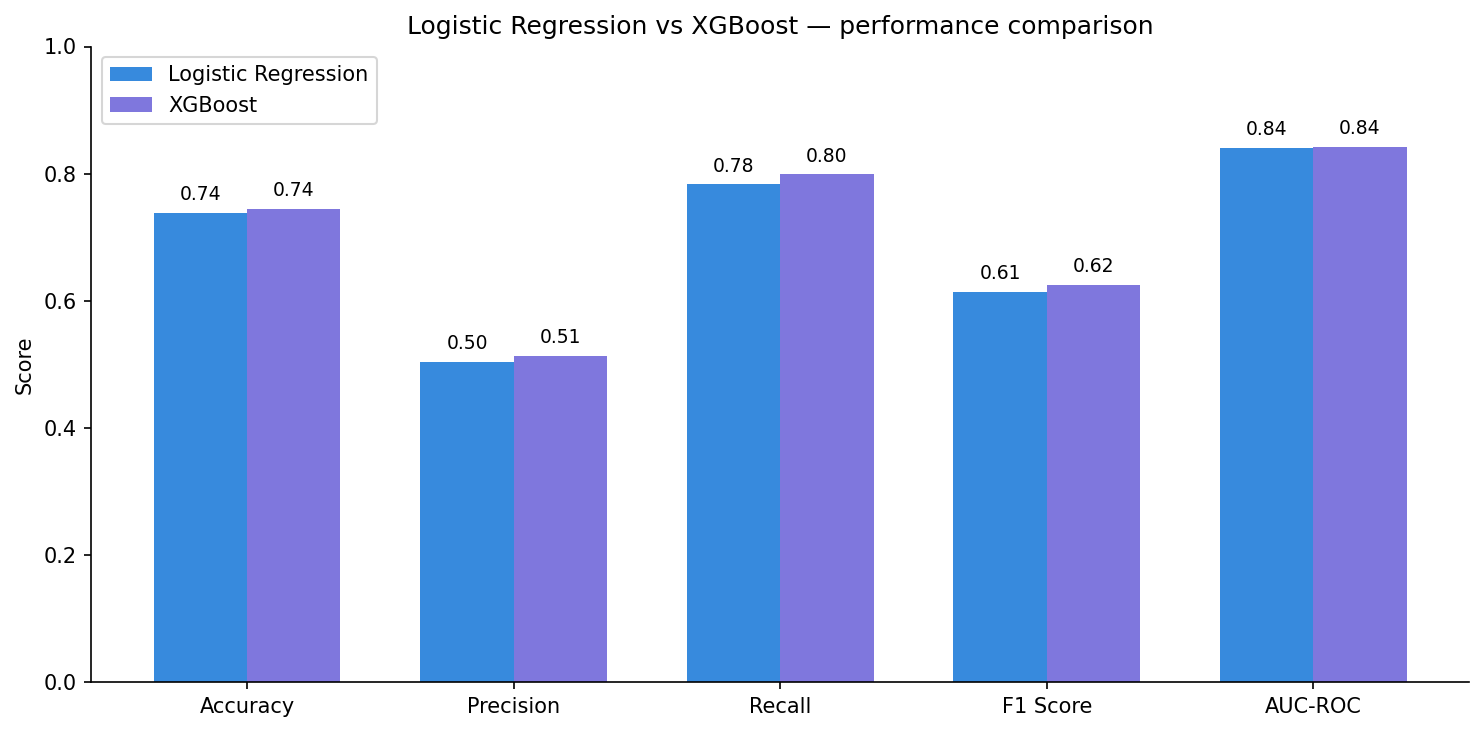 Logistic Regression vs XGBoost — performance comparison
Logistic Regression
XGBoost
Score
1.0
0.8
0.6
0.4
0.2
0.0
0.74
0.74
0.50
0.51
0.78
0.80
0.61
0.62
0.84
0.84
Accuracy
Precision
Recall
F1 Score
AUC-ROC